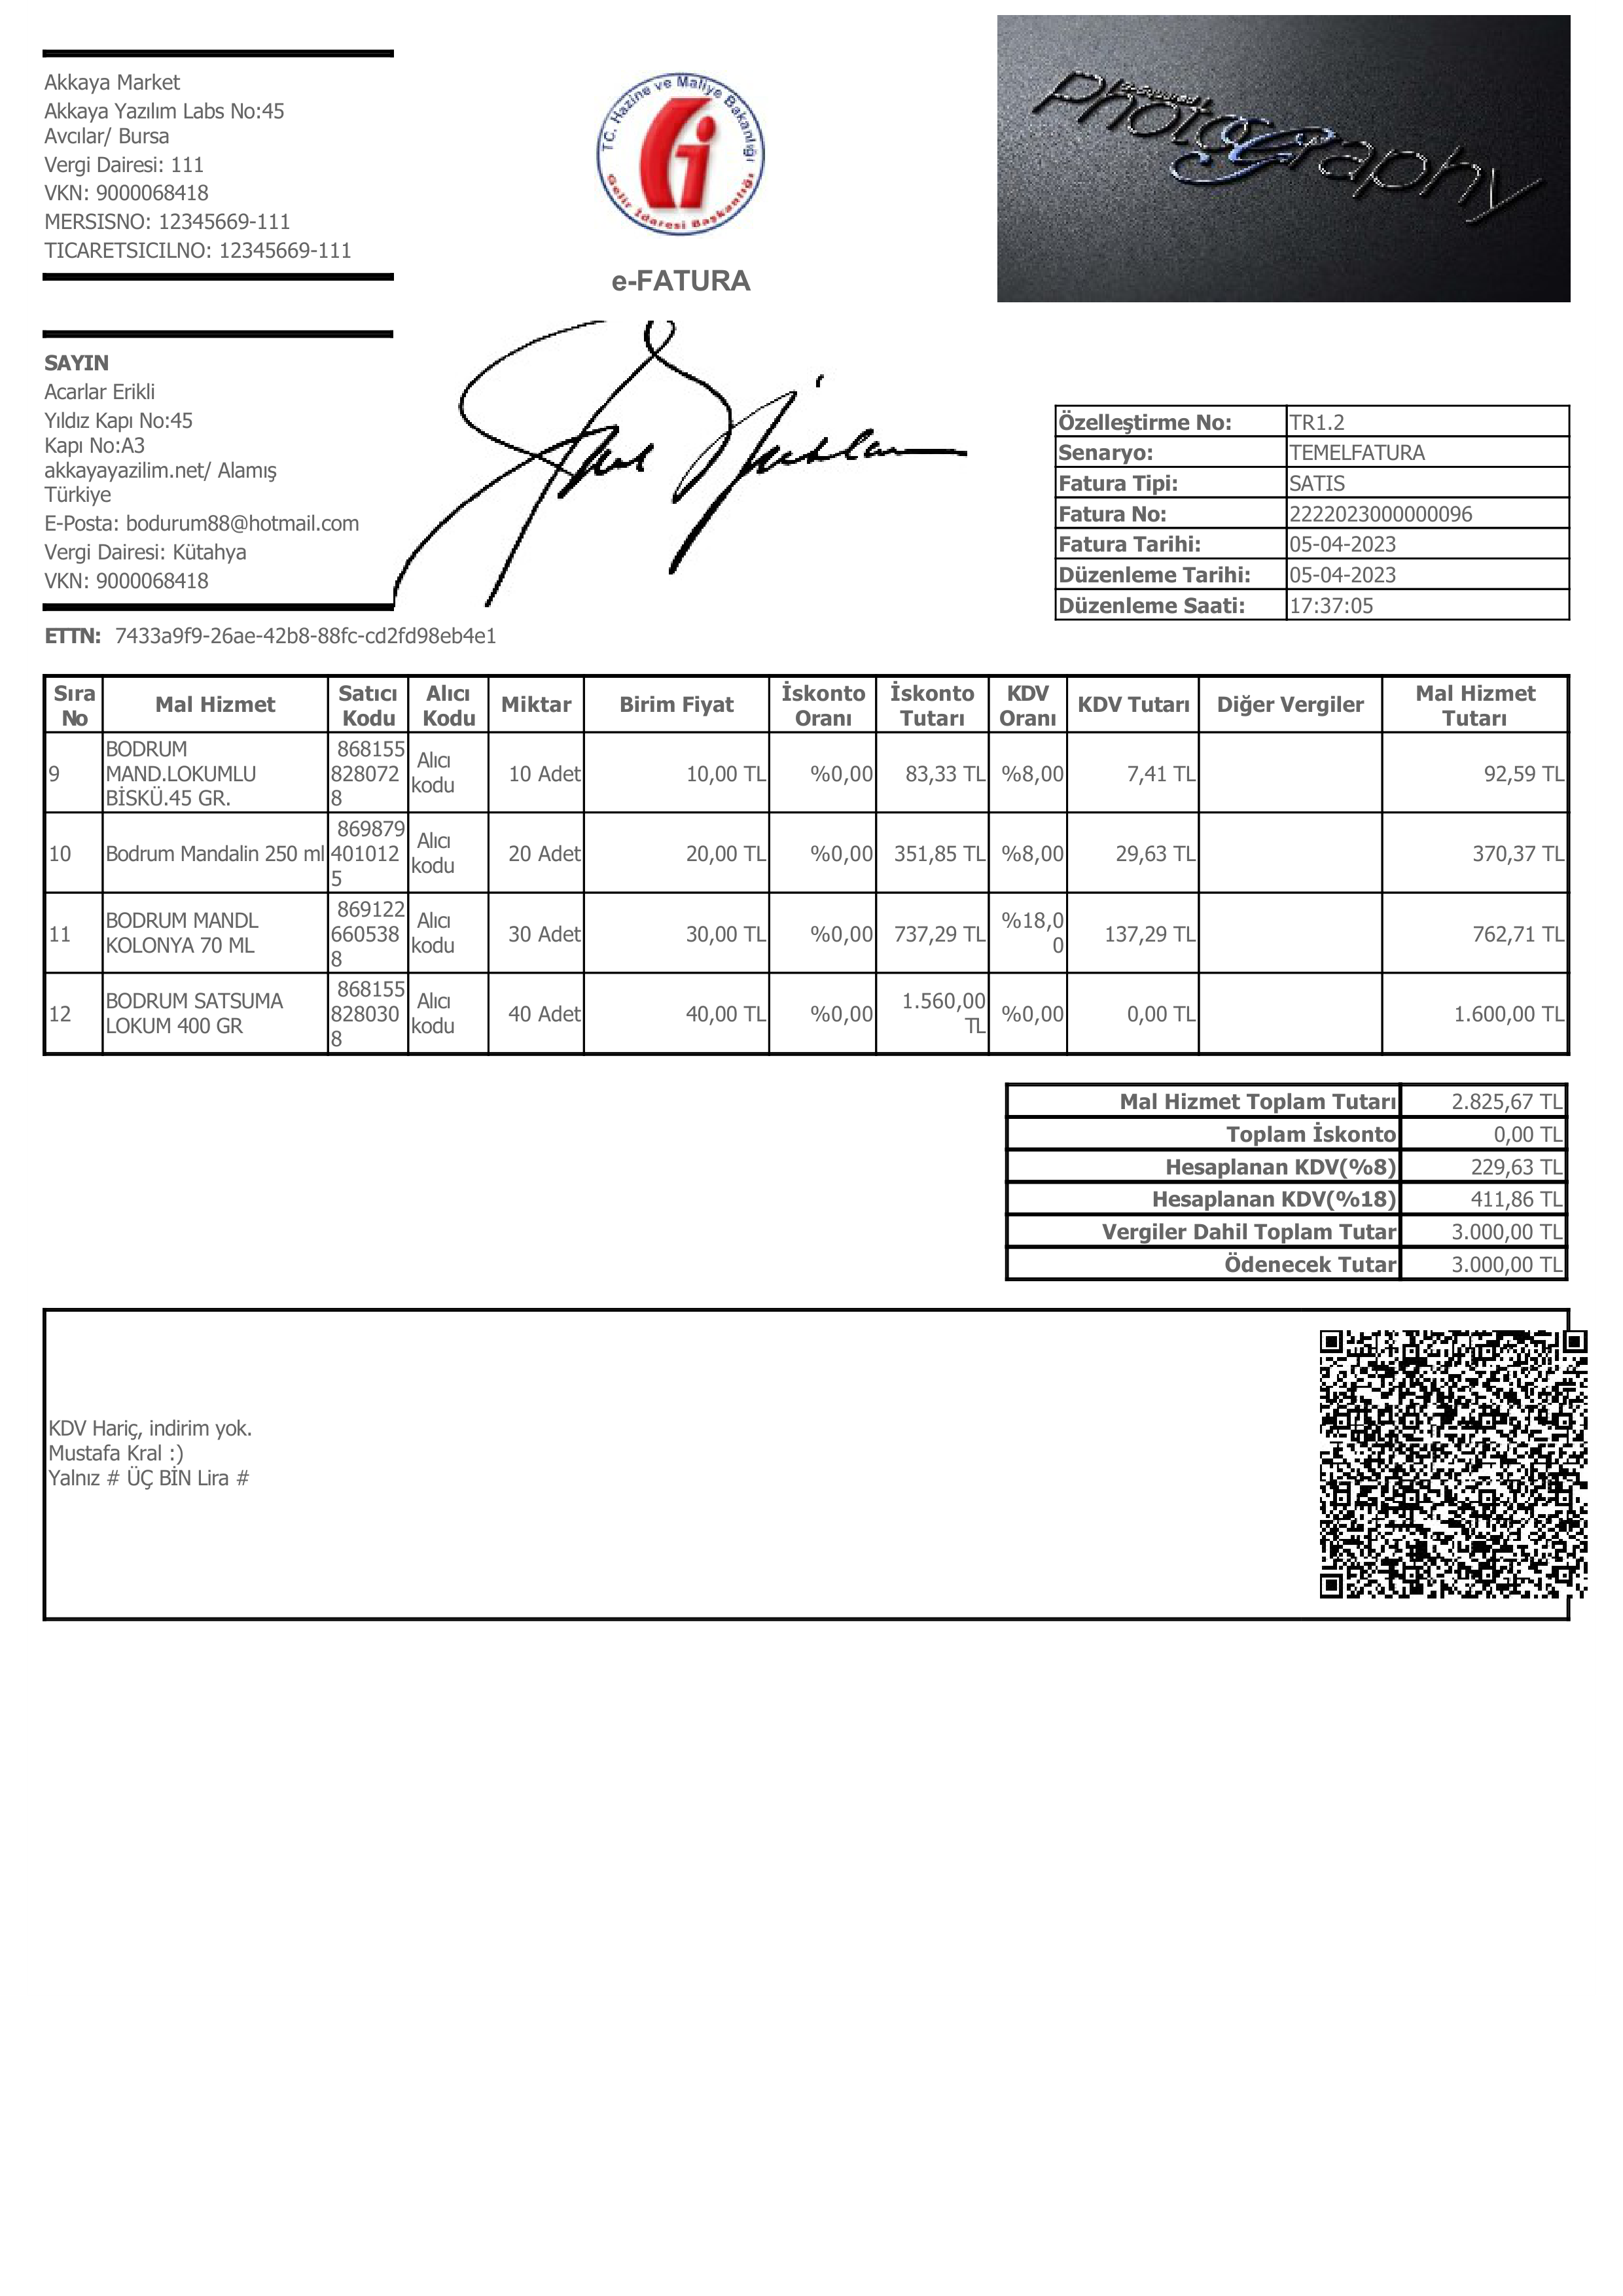 Akkaya Market
Akkaya Yazılım Labs No:45
Avcılar/ Bursa
Vergi Dairesi: 111
VKN: 9000068418
MERSISNO: 12345669-111
TICARETSICILNO: 12345669-111
TC. Hazine ve Maliye Bakanlığı
Gelir İdaresi Başkanlığı
e-FATURA
PhotoGraphy
SAYIN
Acarlar Erikli
Yıldız Kapı No:45
Kapı No:A3
akkayayazilim.net/ Alamış
Türkiye
E-Posta: bodurum88@hotmail.com
Vergi Dairesi: Kütahya
VKN: 9000068418
ETTN: 7433a9f9-26ae-42b8-88fc-cd2fd98eb4e1
Özelleştirme No: TR1.2
Senaryo: TEMELFATURA
Fatura Tipi: SATIS
Fatura No: 2222023000000096
Fatura Tarihi: 05-04-2023
Düzenleme Tarihi: 05-04-2023
Düzenleme Saati: 17:37:05
Sıra No Mal Hizmet Satıcı Kodu Alıcı Kodu Miktar Birim Fiyat İskonto Oranı İskonto Tutarı KDV Oranı KDV Tutarı Diğer Vergiler Mal Hizmet Tutarı
9 BODRUM MAND.LOKUMLU BİSKÜ.45 GR. 8681558280728 Alıcı kodu 10 Adet 10,00 TL %0,00 83,33 TL %8,00 7,41 TL 92,59 TL
10 Bodrum Mandalin 250 ml 8698794010125 Alıcı kodu 20 Adet 20,00 TL %0,00 351,85 TL %8,00 29,63 TL 370,37 TL
11 BODRUM MANDL KOLONYA 70 ML 8691226605388 Alıcı kodu 30 Adet 30,00 TL %0,00 737,29 TL %18,00 137,29 TL 762,71 TL
12 BODRUM SATSUMA LOKUM 400 GR 8681558280308 Alıcı kodu 40 Adet 40,00 TL %0,00 1.560,00 TL %0,00 0,00 TL 1.600,00 TL
Mal Hizmet Toplam Tutarı 2.825,67 TL
Toplam İskonto 0,00 TL
Hesaplanan KDV(%8) 229,63 TL
Hesaplanan KDV(%18) 411,86 TL
Vergiler Dahil Toplam Tutar 3.000,00 TL
Ödenecek Tutar 3.000,00 TL
KDV Hariç, indirim yok.
Mustafa Kral :)
Yalnız # ÜÇ BİN Lira #